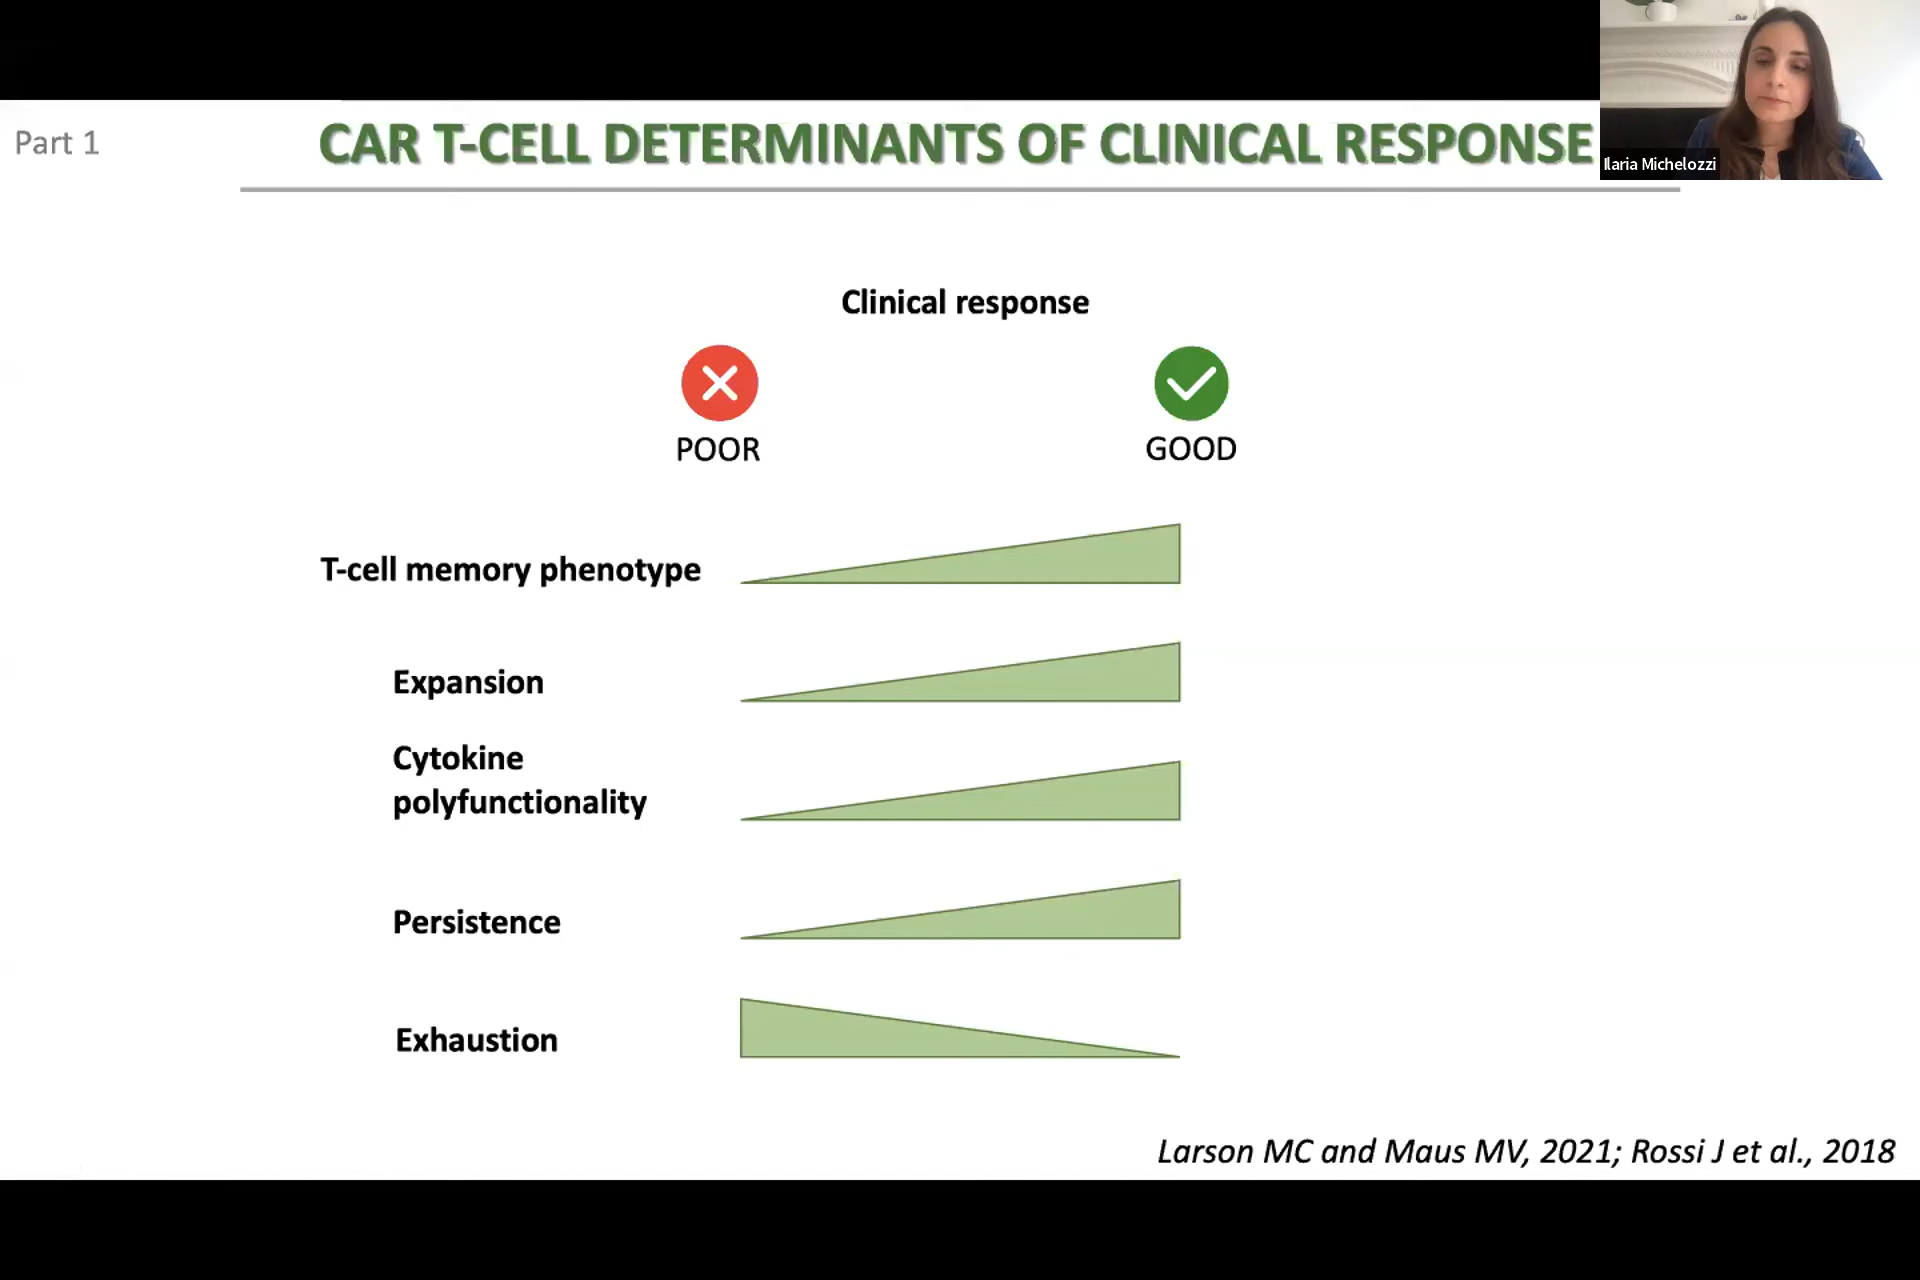 Part 1
CAR T-CELL DETERMINANTS OF CLINICAL RESPONSE
Ilaria Michelozzi
Clinical response
POOR
GOOD
T-cell memory phenotype
Expansion
Cytokine
polyfunctionality
Persistence
Exhaustion
Larson MC and Maus MV, 2021; Rossi J et al., 2018